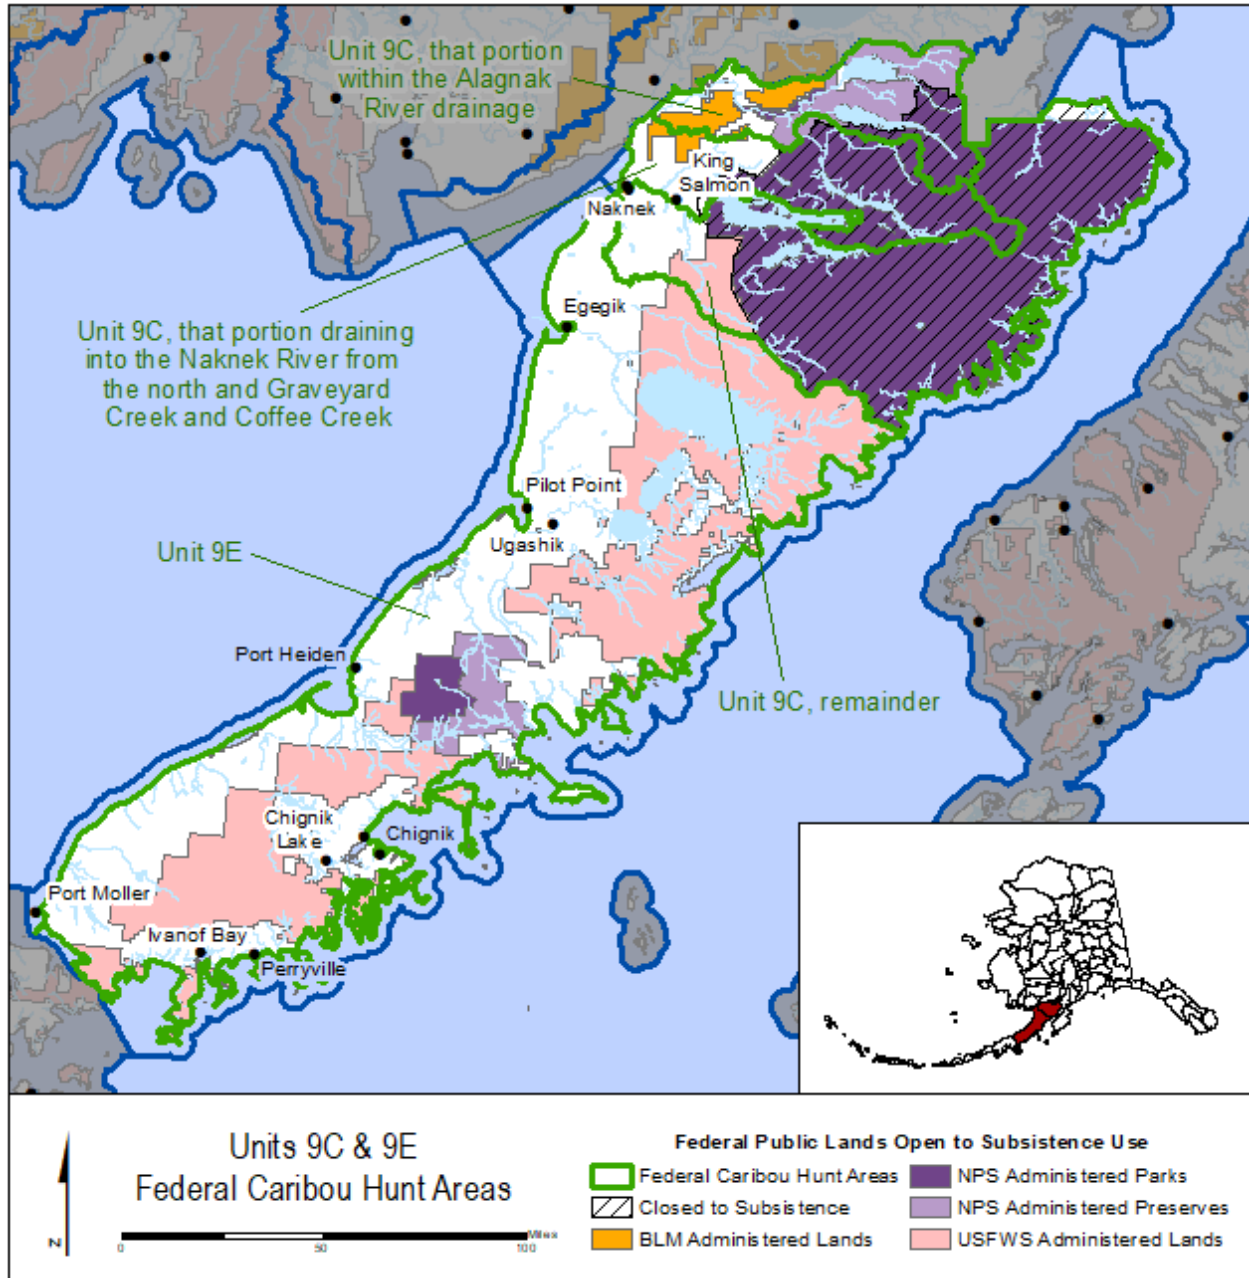 Unit 9C, that portion
within the Alagnak
River drainage
King
Salmon
Naknek
Egegik
Unit 9C, that portion draining
into the Naknek River from
the north and Graveyard
Creek and Coffee Creek
Pilot Point
Ugashik
Unit 9E
Port Heiden
Unit 9C, remainder
Chignik
Lake
Chignik
Port Moller
Ivanof Bay
Perryville
Units 9C & 9E
Federal Caribou Hunt Areas
N
Miles
0
50
100
Federal Public Lands Open to Subsistence Use
Federal Caribou Hunt Areas
Closed to Subsistence
BLM Administered Lands
NPS Administered Parks
NPS Administered Preserves
USFWS Administered Lands